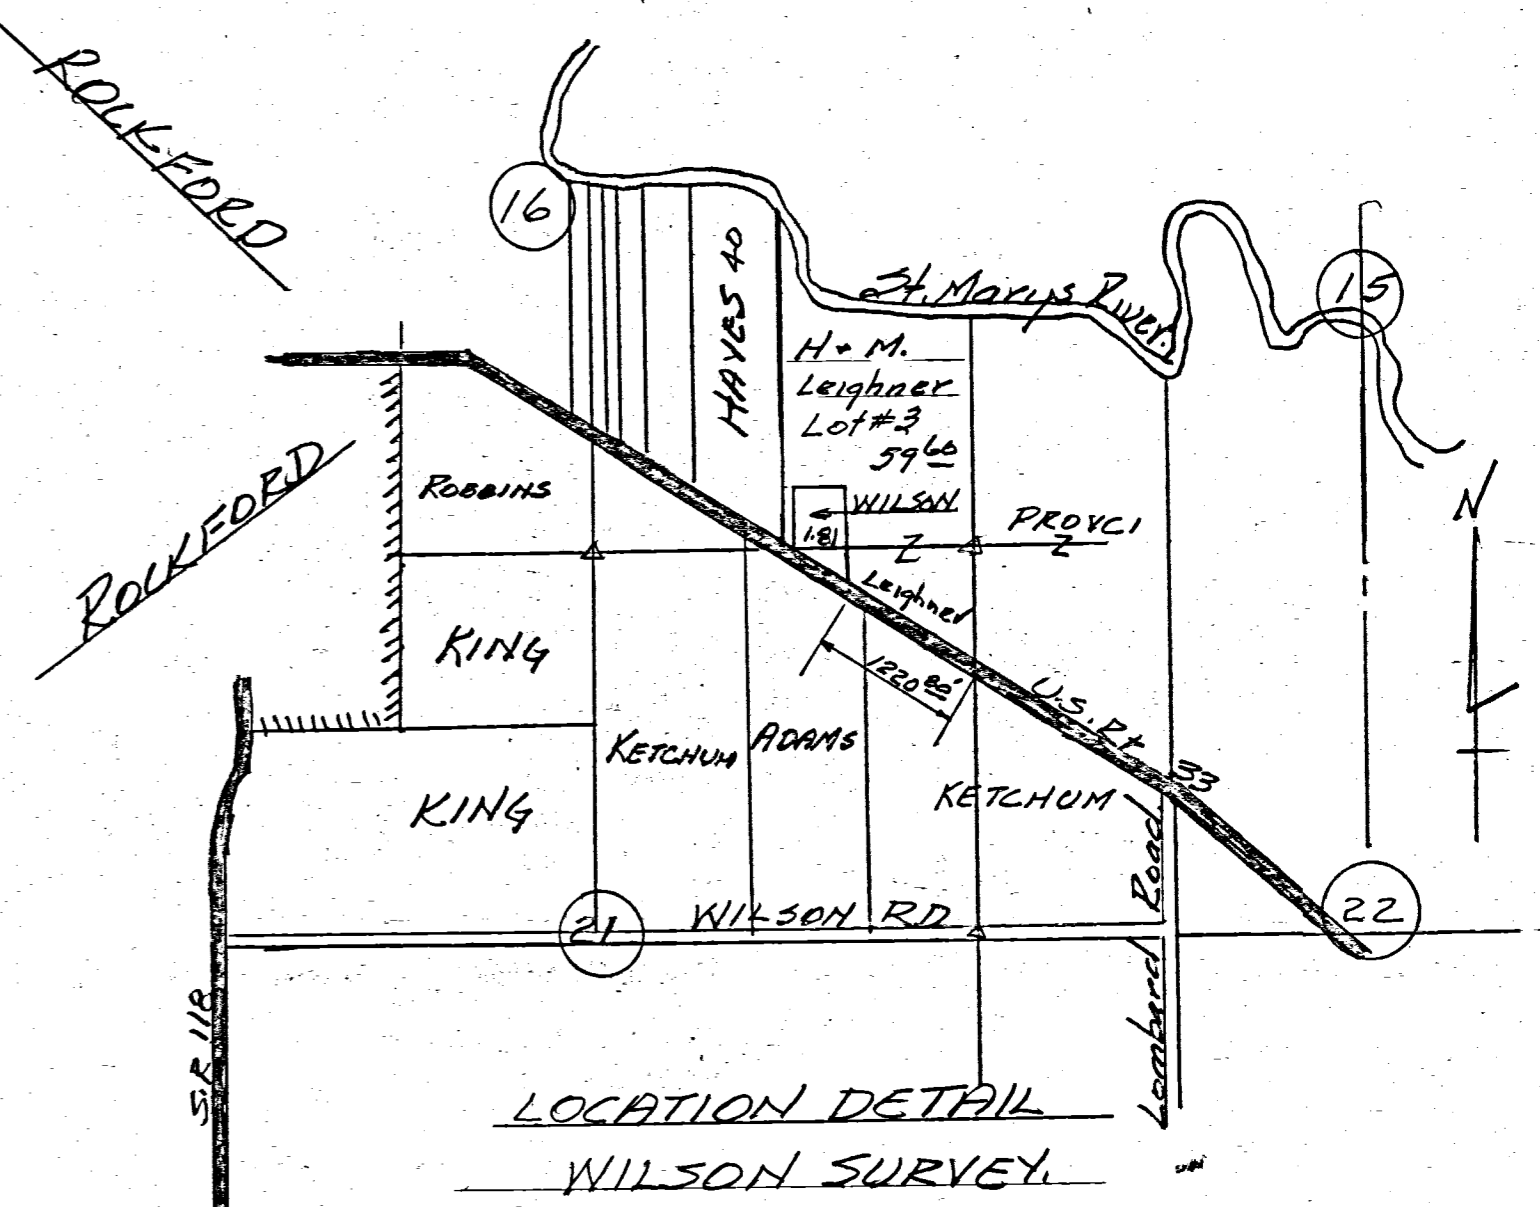 ROCKFORD
16
HAYES 40
St. Marys River
15
H & M.
Leighner
Lot #3
59 60
WILSON
1.81
PROVCI
Z
Z
N
ROCKFORD
ROBBINS
Leighner
KING
1220 80'
U.S. Rt 33
KETCHUM
ADAMS
KETCHUM
KING
Lombard Road
WILSON RD
21
22
S.R 118
LOCATION DETAIL
WILSON SURVEY.